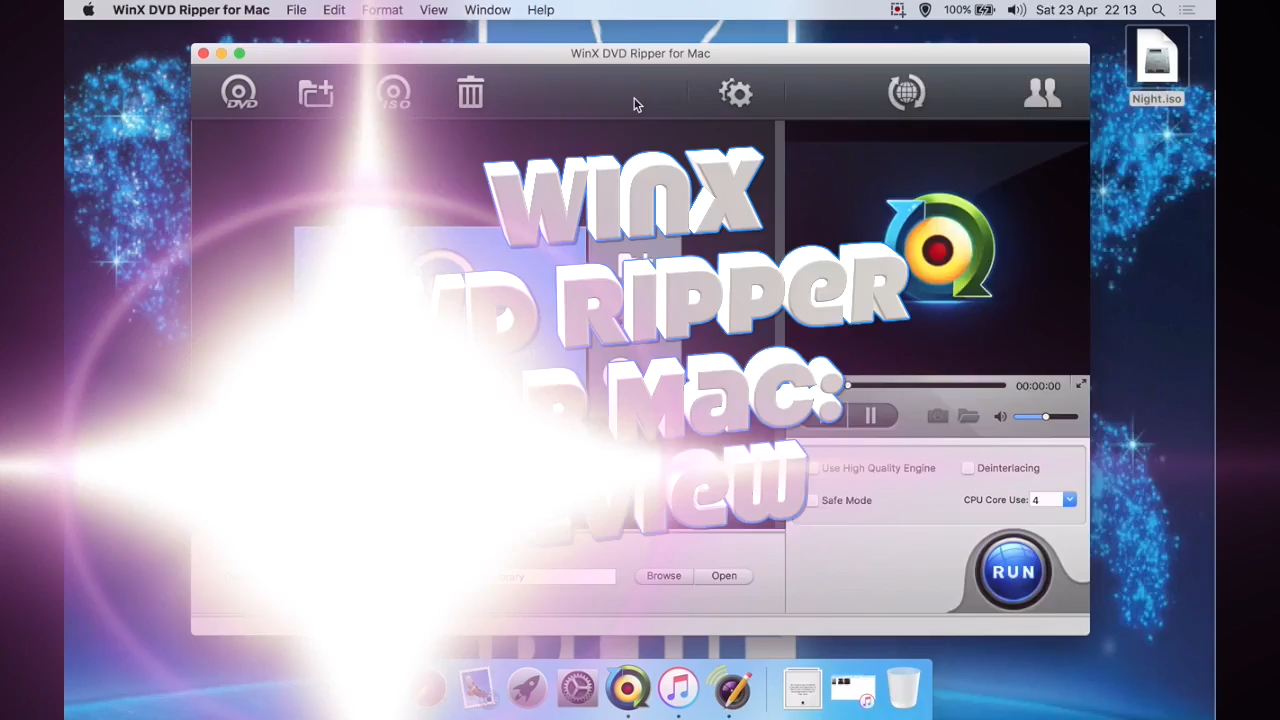 WinX DVD Ripper for Mac File Edit Format View Window Help 100% Sat 23 Apr 22 13
WinX DVD Ripper for Mac
DVD ISO
Night.iso
WinX
Ripper
Mac:
00:00:00
Use High Quality Engine Deinterlacing
Safe Mode CPU Core Use: 4
RUN
Browse Open